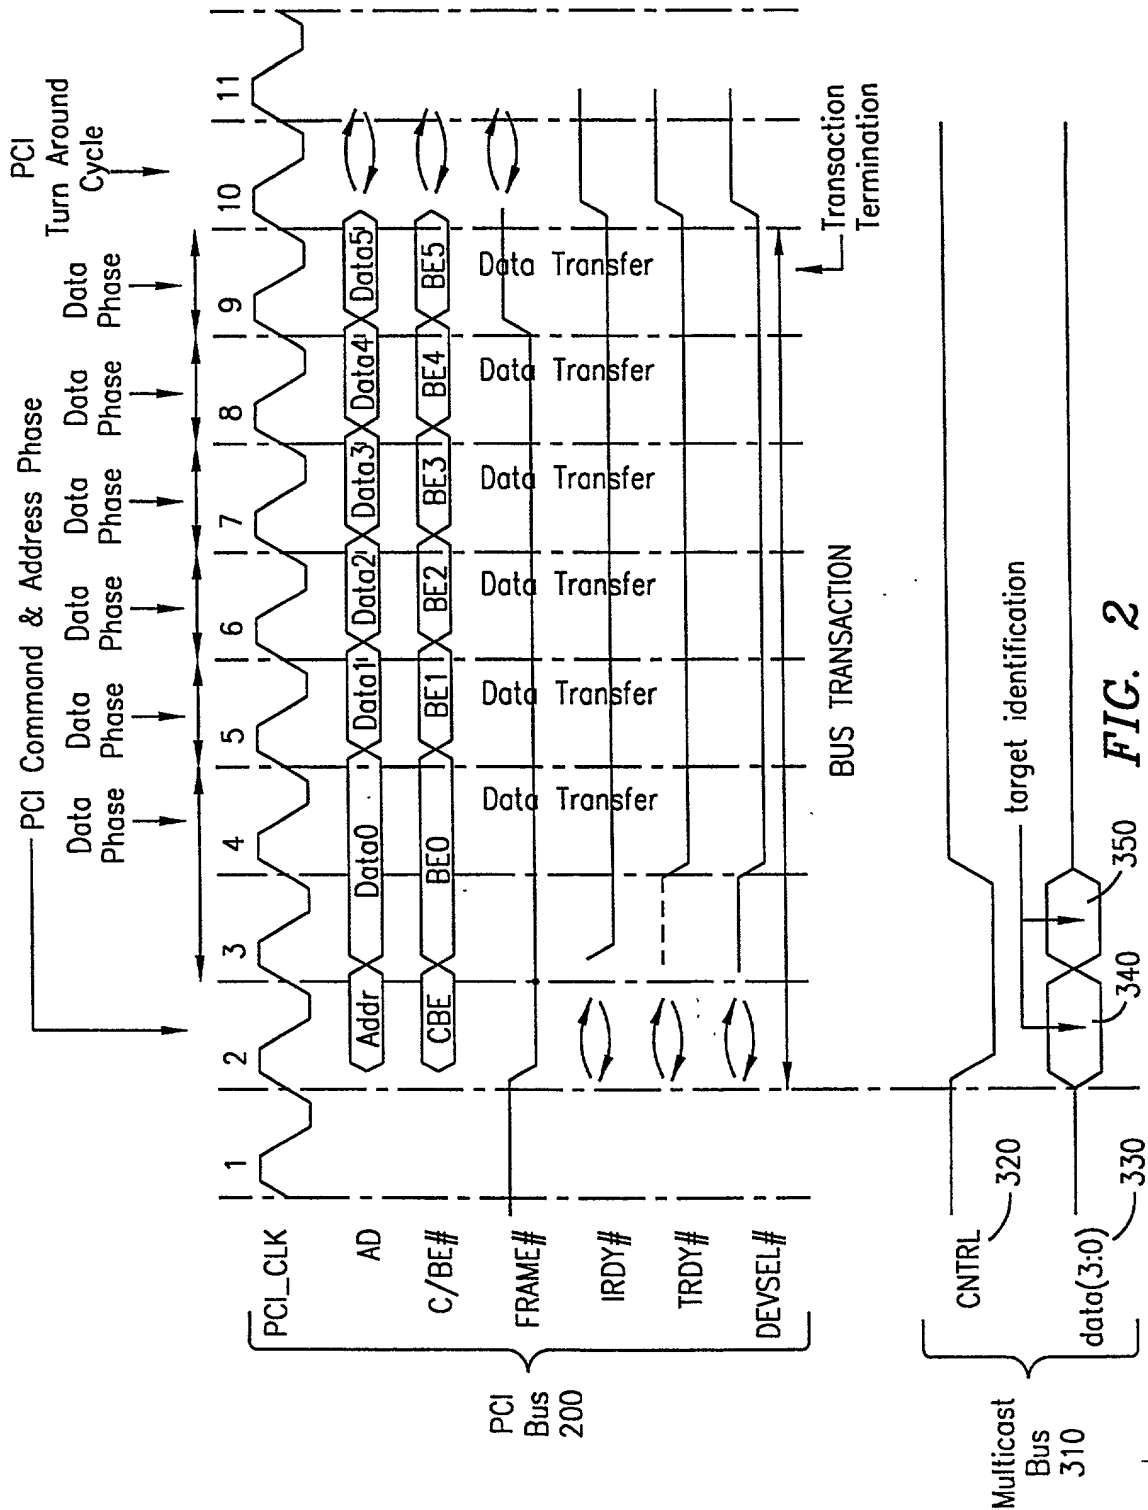 PCI Command & Address Phase
Data
Phase
Data
Phase
Data
Phase
Data
Phase
Data
Phase
Data
Phase
PCI
Turn Around
Cycle
1
2
3
4
5
6
7
8
9
10
11
PCI_CLK
AD
Addr
Data0
Data1
Data2
Data3
Data4
Data5
C/BE#
CBE
BE0
BE1
BE2
BE3
BE4
BE5
FRAME#
Data Transfer
Data Transfer
Data Transfer
Data Transfer
Data Transfer
Data Transfer
IRDY#
TRDY#
DEVSEL#
PCI
Bus
200
BUS TRANSACTION
Transaction
Termination
CNTRL
320
target identification
data(3:0)
330
340
350
Multicast
Bus
310
FIG. 2